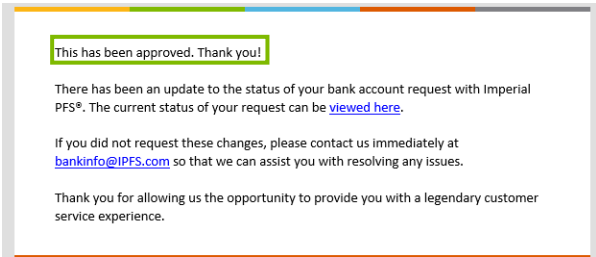 This has been approved. Thank you!
There has been an update to the status of your bank account request with Imperial
PFS®. The current status of your request can be viewed here.
If you did not request these changes, please contact us immediately at
bankinfo@IPFS.com so that we can assist you with resolving any issues.
Thank you for allowing us the opportunity to provide you with a legendary customer
service experience.